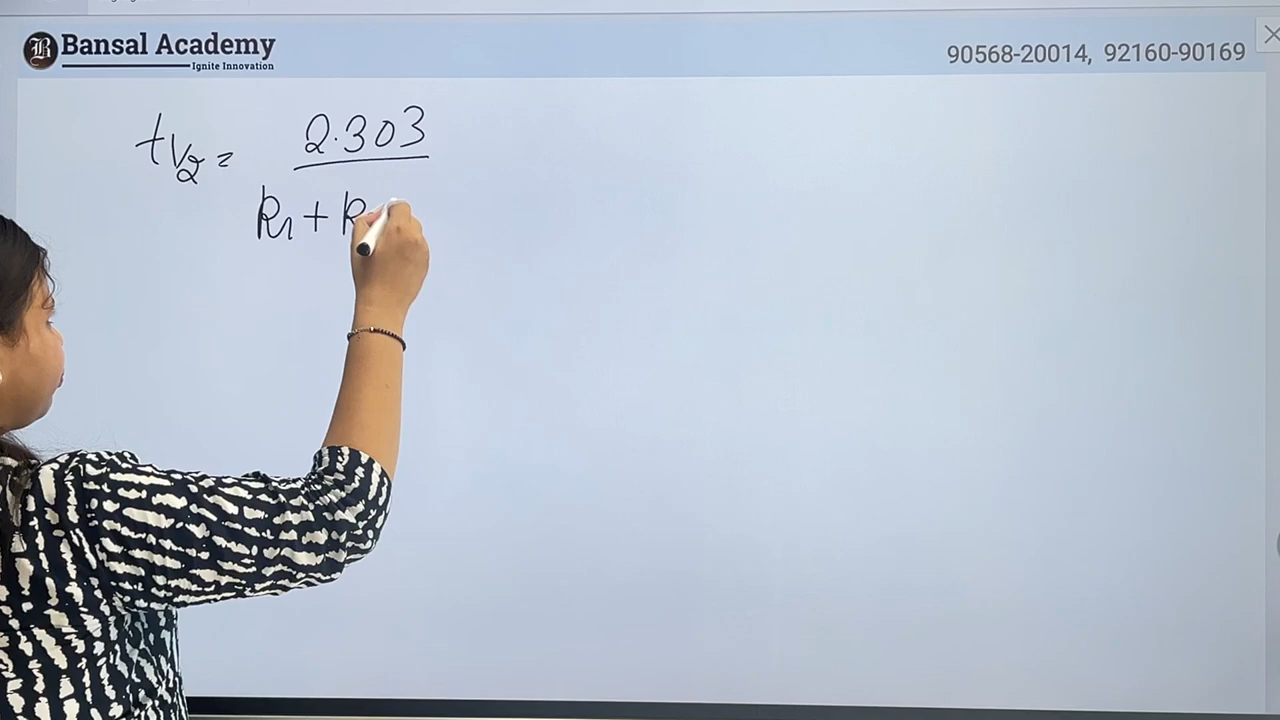 Bansal Academy
Ignite Innovation
90568-20014, 92160-90169
t1/2 = 2.303
k1 + k